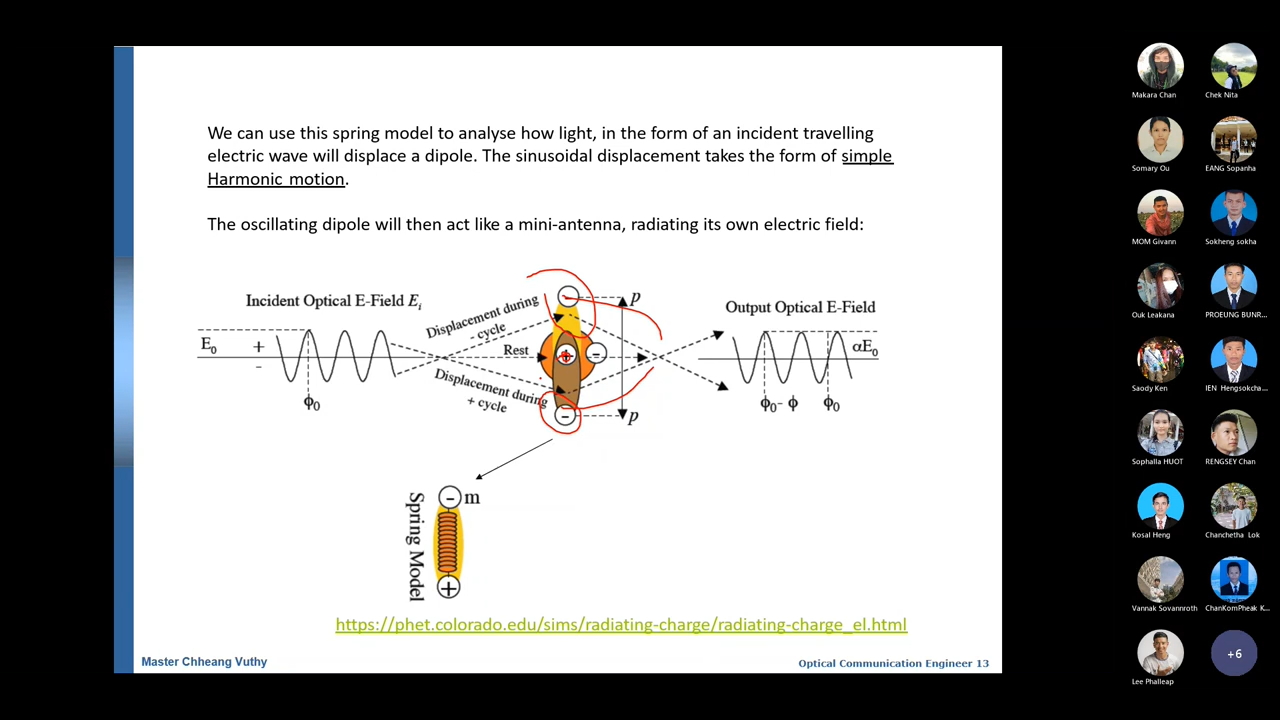 We can use this spring model to analyse how light, in the form of an incident travelling
electric wave will displace a dipole. The sinusoidal displacement takes the form of simple
Harmonic motion.
The oscillating dipole will then act like a mini-antenna, radiating its own electric field:
Incident Optical E-Field Ei
E0
+
-
ϕ0
Displacement during
- cycle
Rest
Displacement during
+ cycle
-
p
+
-
-
p
Output Optical E-Field
αE0
ϕ0- ϕ
ϕ0
Spring Model
- m
+
https://phet.colorado.edu/sims/radiating-charge/radiating-charge_el.html
Master Chheang Vuthy
Optical Communication Engineer 13
Makara Chan
Chek Nita
Somary Ou
EANG Sopanha
MOM Givann
Sokheng sokha
Ouk Leakana
PROEUNG BUNR...
Saody Ken
IEN Hengsokcha...
Sophalla HUOT
RENGSEY Chan
Kosal Heng
Chanchetha Lok
Vannak Sovannroth
ChanKomPheak K...
Lee Phalleap
+6